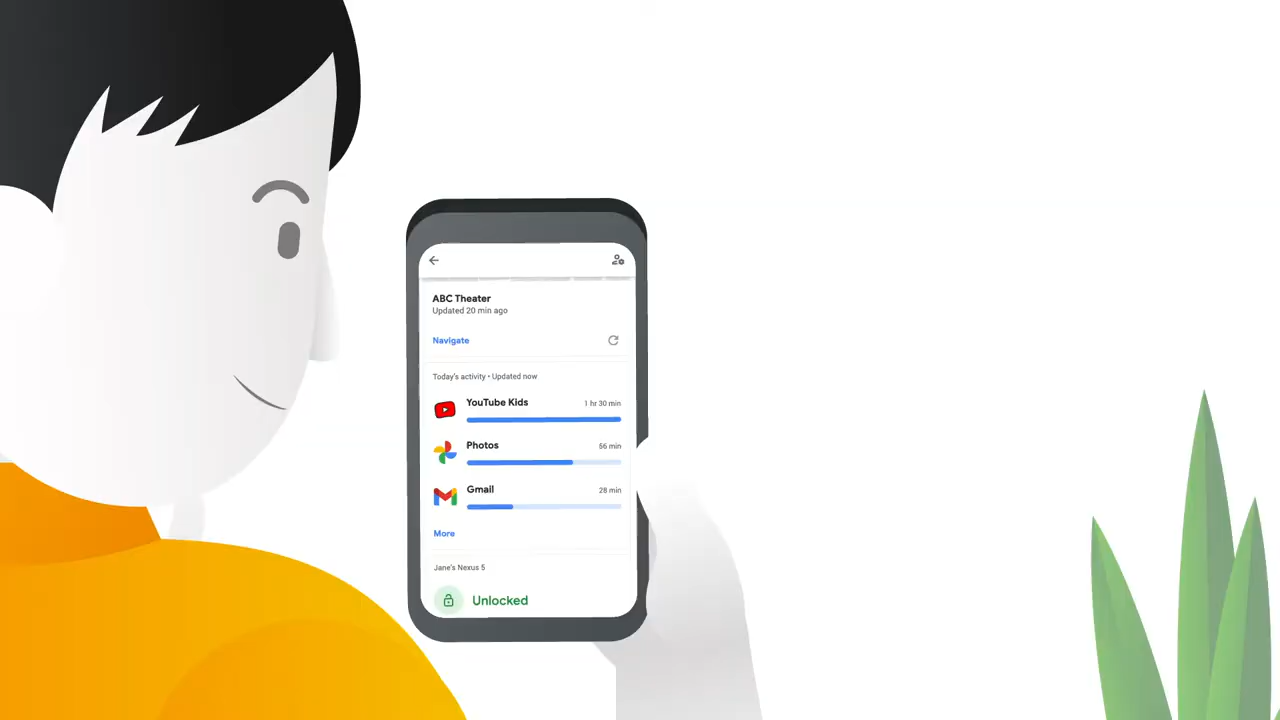 ABC Theater
Updated 20 min ago
Navigate
Today's activity • Updated now
YouTube Kids 1 hr 30 min
Photos 56 min
Gmail 28 min
More
Jane's Nexus 5
Unlocked